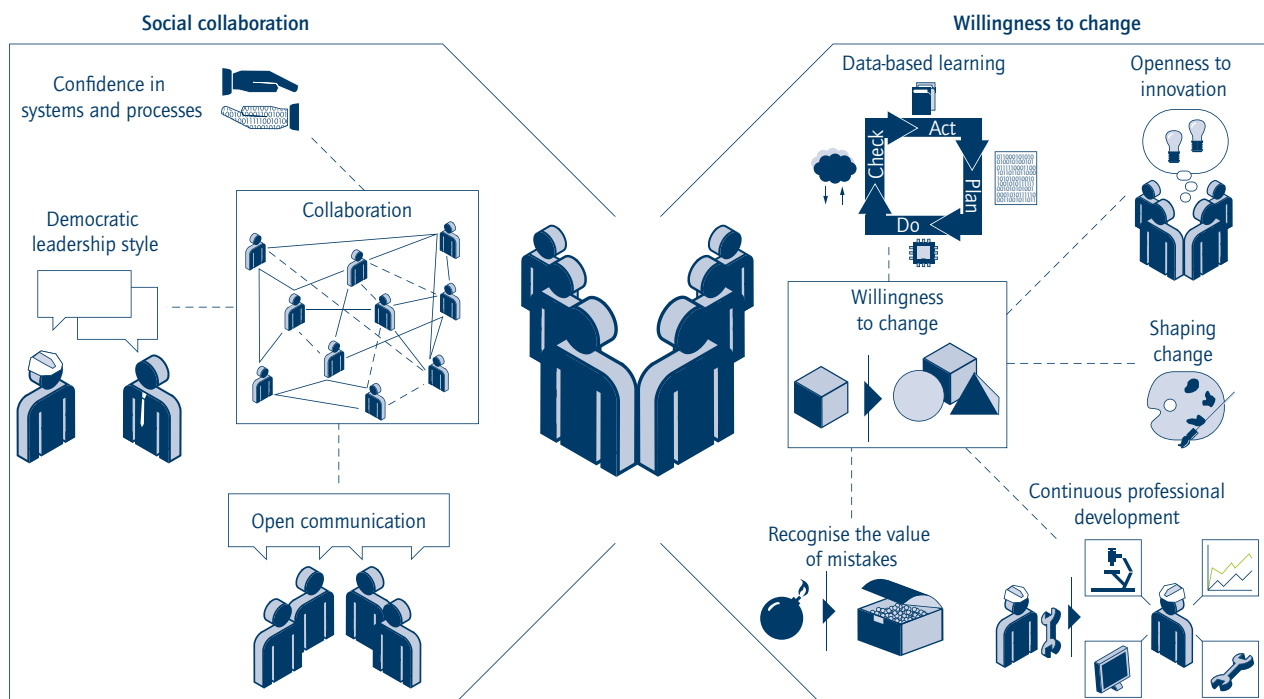 Social collaboration
Confidence in
systems and processes
Collaboration
Democratic
leadership style
Open communication
Willingness to change
Data-based learning
Act
Plan
Do
Check
Openness to
innovation
Willingness
to change
Shaping
change
Recognise the value
of mistakes
Continuous professional
development